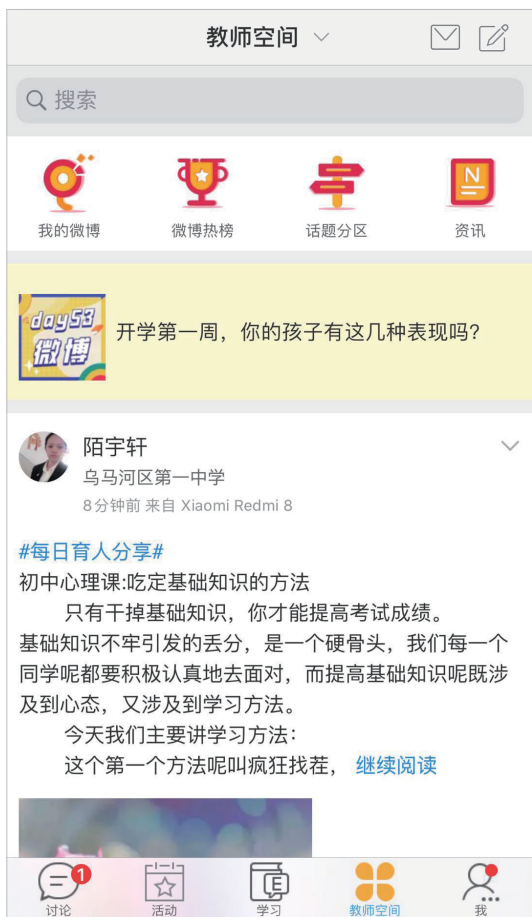 教师空间
搜索
我的微博
微博热榜
话题分区
N
资讯
day53
微博
开学第一周，你的孩子有这几种表现吗?
陌宇轩
乌马河区第一中学
8分钟前 来自 Xiaomi Redmi 8
#每日育人分享#
初中心理课:吃定基础知识的方法
只有干掉基础知识，你才能提高考试成绩。
基础知识不牢引发的丢分，是一个硬骨头，我们每一个
同学呢都要积极认真地去面对，而提高基础知识呢既涉
及到心态，又涉及到学习方法。
今天我们主要讲学习方法：
这个第一个方法呢叫疯狂找茬， 继续阅读
1
讨论
活动
E
学习
教师空间
我